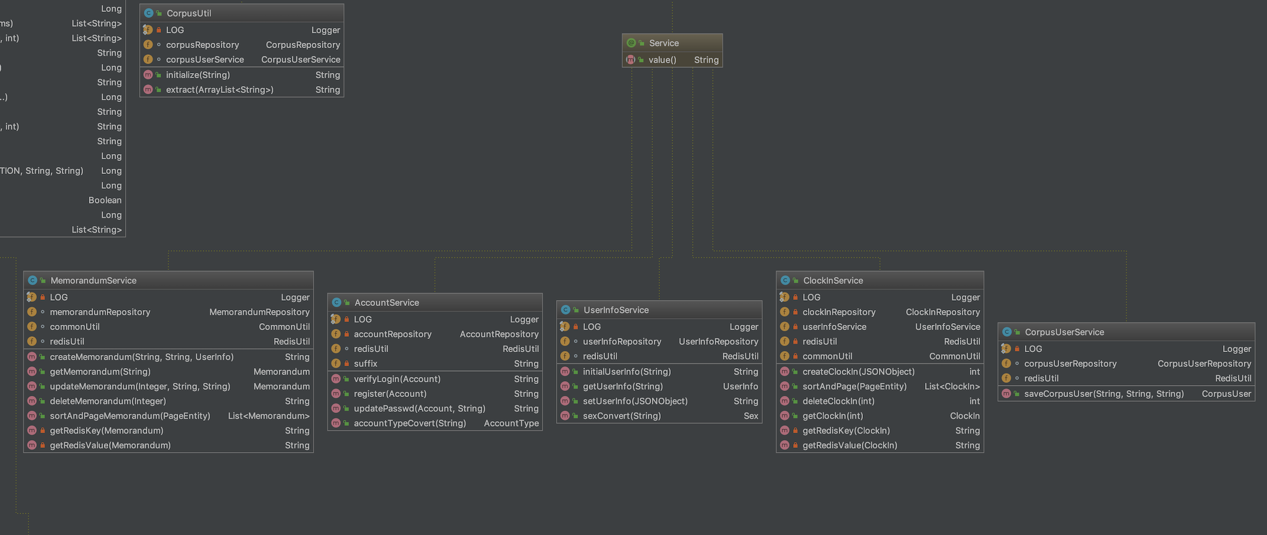 Long
ms) List<String>
, int) List<String>
String
) Long
String
..) Long
String
, int) String
String
Long
TION, String, String) Long
Long
Boolean
Long
List<String>
CorpusUtil
LOG Logger
corpusRepository CorpusRepository
corpusUserService CorpusUserService
initialize(String) String
extract(ArrayList<String>) String
Service
value() String
MemorandumService
LOG Logger
memorandumRepository MemorandumRepository
commonUtil CommonUtil
redisUtil RedisUtil
createMemorandum(String, String, UserInfo) String
getMemorandum(String) Memorandum
updateMemorandum(Integer, String, String) Memorandum
deleteMemorandum(Integer) String
sortAndPageMemorandum(PageEntity) List<Memorandum>
getRedisKey(Memorandum) String
getRedisValue(Memorandum) String
AccountService
LOG Logger
accountRepository AccountRepository
redisUtil RedisUtil
suffix String
verifyLogin(Account) String
register(Account) String
updatePasswd(Account, String) String
accountTypeCovert(String) AccountType
UserInfoService
LOG Logger
userInfoRepository UserInfoRepository
redisUtil RedisUtil
initialUserInfo(String) String
getUserInfo(String) UserInfo
setUserInfo(JSONObject) String
sexConvert(String) Sex
ClockInService
LOG Logger
clockInRepository ClockInRepository
userInfoService UserInfoService
redisUtil RedisUtil
commonUtil CommonUtil
createClockIn(JSONObject) int
sortAndPage(PageEntity) List<ClockIn>
deleteClockIn(int) int
getClockIn(int) ClockIn
getRedisKey(ClockIn) String
getRedisValue(ClockIn) String
CorpusUserService
LOG Logger
corpusUserRepository CorpusUserRepository
redisUtil RedisUtil
saveCorpusUser(String, String, String) CorpusUser